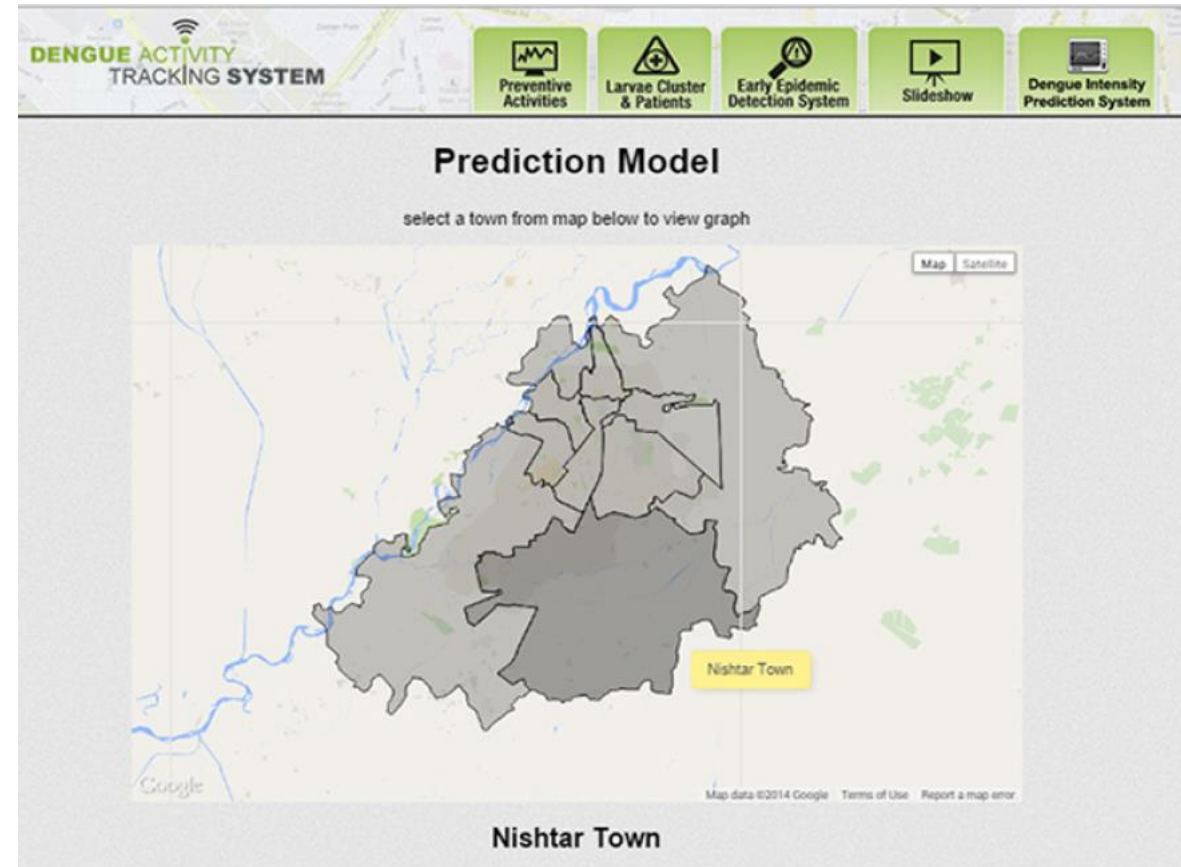 DENGUE ACTIVITY
TRACKING SYSTEM
Preventive
Activities
Larvae Cluster
& Patients
Early Epidemic
Detection System
Slideshow
Dengue Intensity
Prediction System
Prediction Model
select a town from map below to view graph
Map Satellite
Nishtar Town
Google
Map data ©2014 Google Terms of Use Report a map error
Nishtar Town